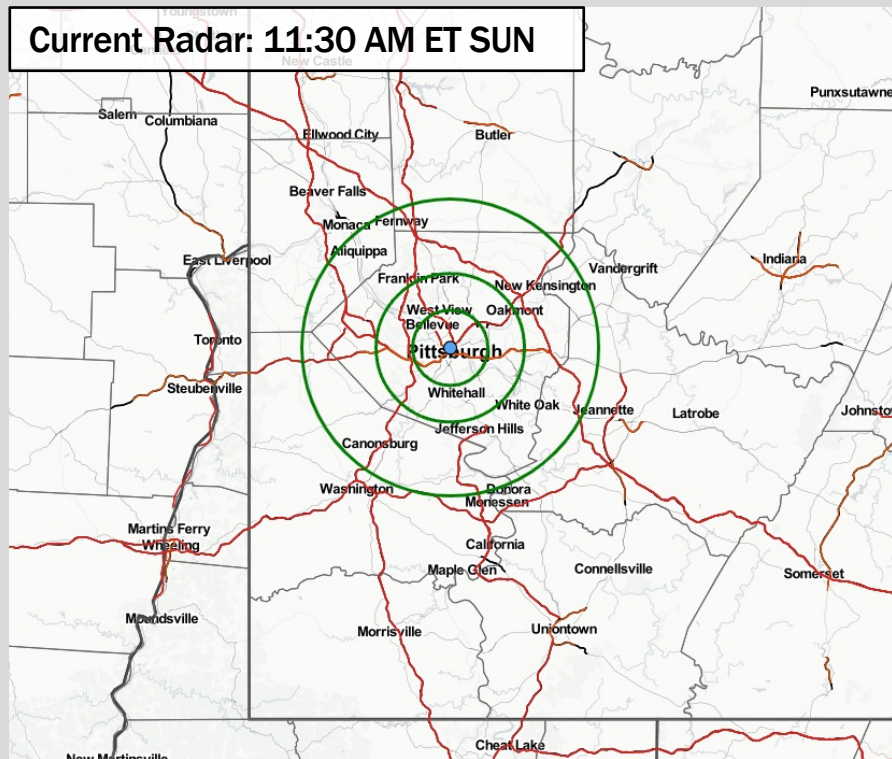 Current Radar: 11:30 AM ET SUN
Youngstown
New Castle
Punxsutawne
Salem
Columbiana
Ellwood City
Butler
Beaver Falls
Monaca
Fernway
Aliquippa
East Liverpool
Indiana
Vandergrift
Franklin Park
New Kensington
West View
Oakmont
Bellevue
Toronto
Pittsburgh
Steubenville
Whitehall
White Oak
Jeannette
Latrobe
Johnsto
Jefferson Hills
Canonsburg
Washington
Donora
Monessen
Martins Ferry
Wheeling
California
Maple Glen
Connellsville
Somerset
Moundsville
Morrisville
Uniontown
Cheat Lake
New Martinsville